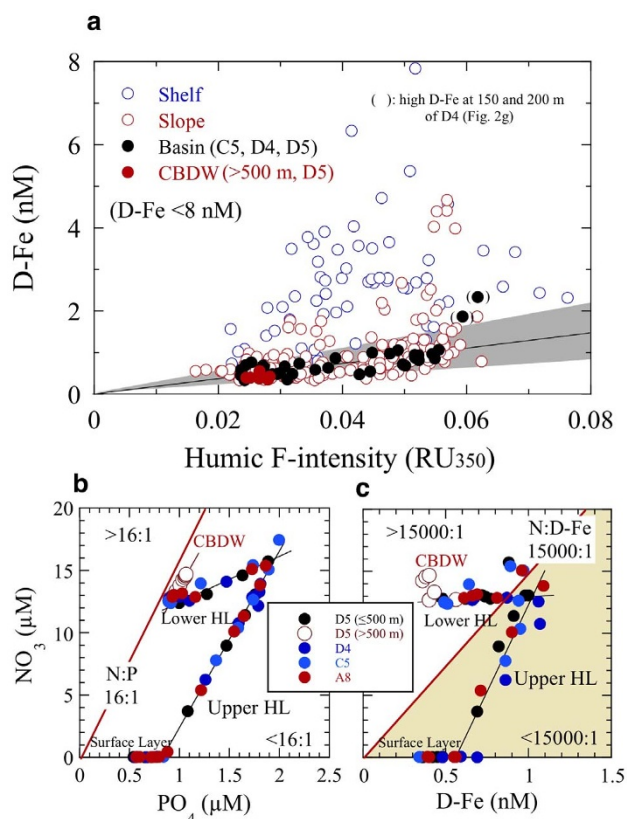 a
8
6
4
2
0
D-Fe (nM)
Shelf
Slope
Basin (C5, D4, D5)
CBDW (>500 m, D5)
(D-Fe <8 nM)
( ): high D-Fe at 150 and 200 m
of D4 (Fig. 2g)
( )
( )
0 0.02 0.04 0.06 0.08
Humic F-intensity (RU350)
b
20
15
10
5
0
NO3 (μM)
>16:1
CBDW
Lower HL
N:P
16:1
Upper HL
Surface Layer
<16:1
0 0.5 1 1.5 2 2.5
PO4 (μM)
D5 (≤500 m)
D5 (>500 m)
D4
C5
A8
c
>15000:1
N:D-Fe
15000:1
CBDW
Lower HL
Upper HL
Surface Layer
<15000:1
0 0.5 1 1.5
D-Fe (nM)